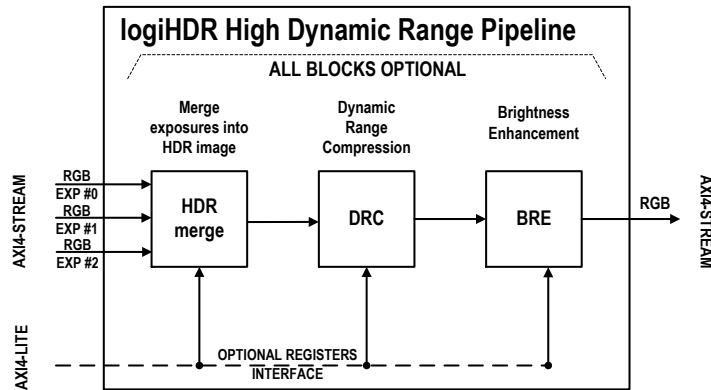 logiHDR High Dynamic Range Pipeline
ALL BLOCKS OPTIONAL
Merge
exposures into
HDR image
Dynamic
Range
Compression
Brightness
Enhancement
AXI4-STREAM
RGB
EXP #0
RGB
EXP #1
RGB
EXP #2
HDR
merge
DRC
BRE
RGB
AXI4-STREAM
AXI4-LITE
OPTIONAL REGISTERS
INTERFACE